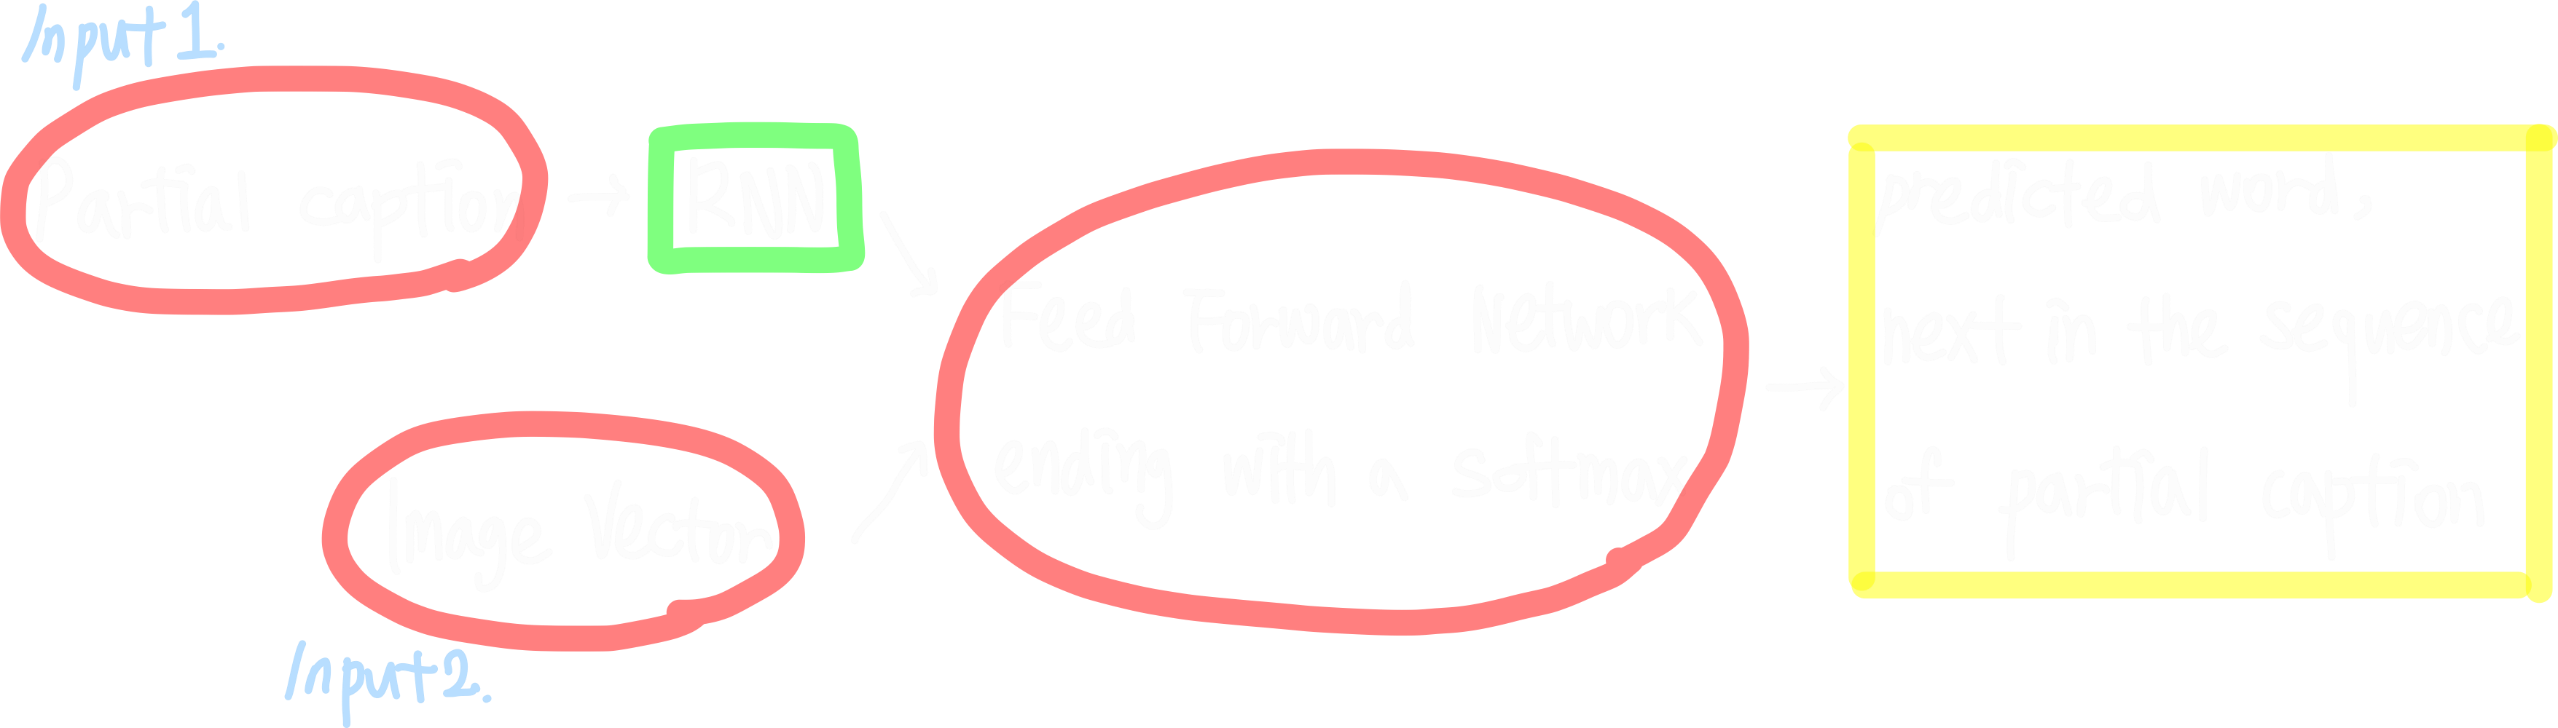 Input 1.
Partial caption → RNN
Image Vector
Input 2.
Feed Forward Network
ending with a softmax
→
predicted word,
next in the sequence
of partial caption